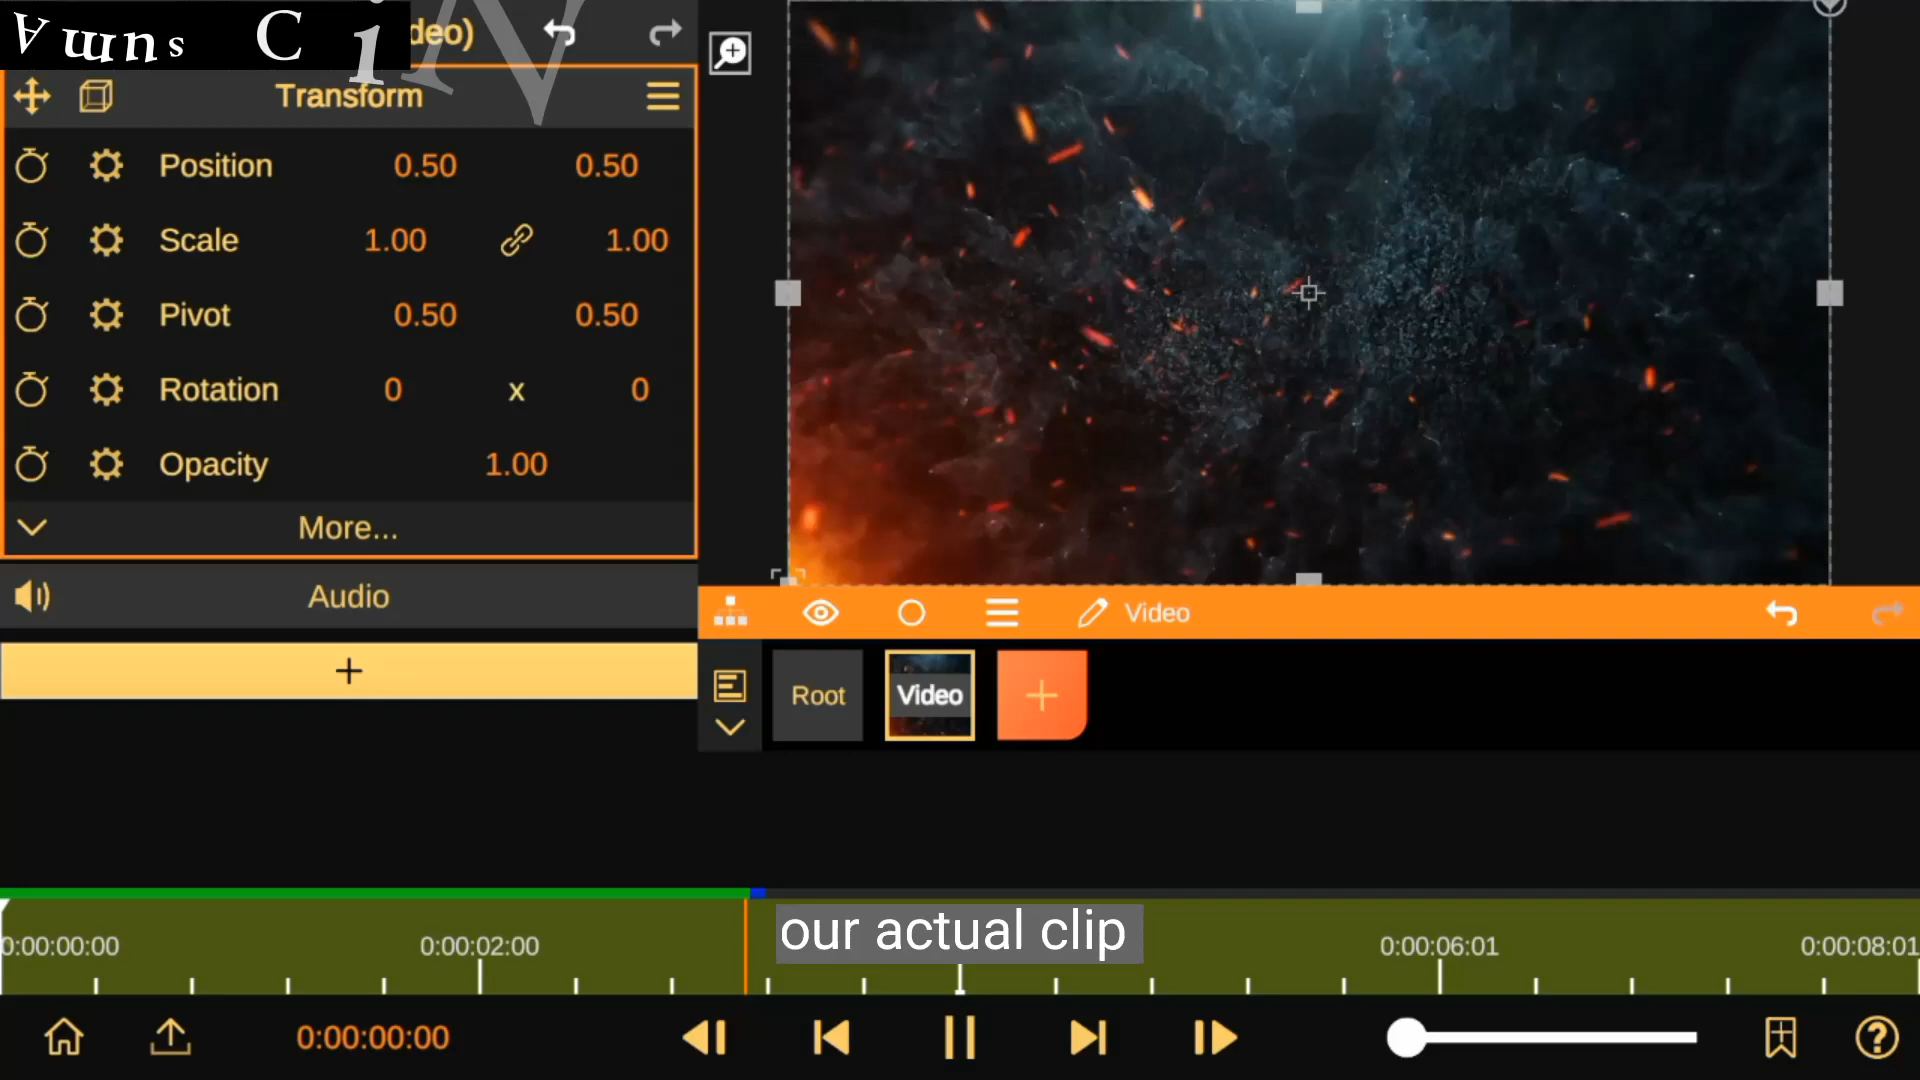 Aɯns CiN
deo)
Transform
Position 0.50 0.50
Scale 1.00 1.00
Pivot 0.50 0.50
Rotation 0 x 0
Opacity 1.00
More...
Audio
+
Video
Root Video +
our actual clip
0:00:00:00 0:00:02:00 0:00:06:01 0:00:08:01
0:00:00:00